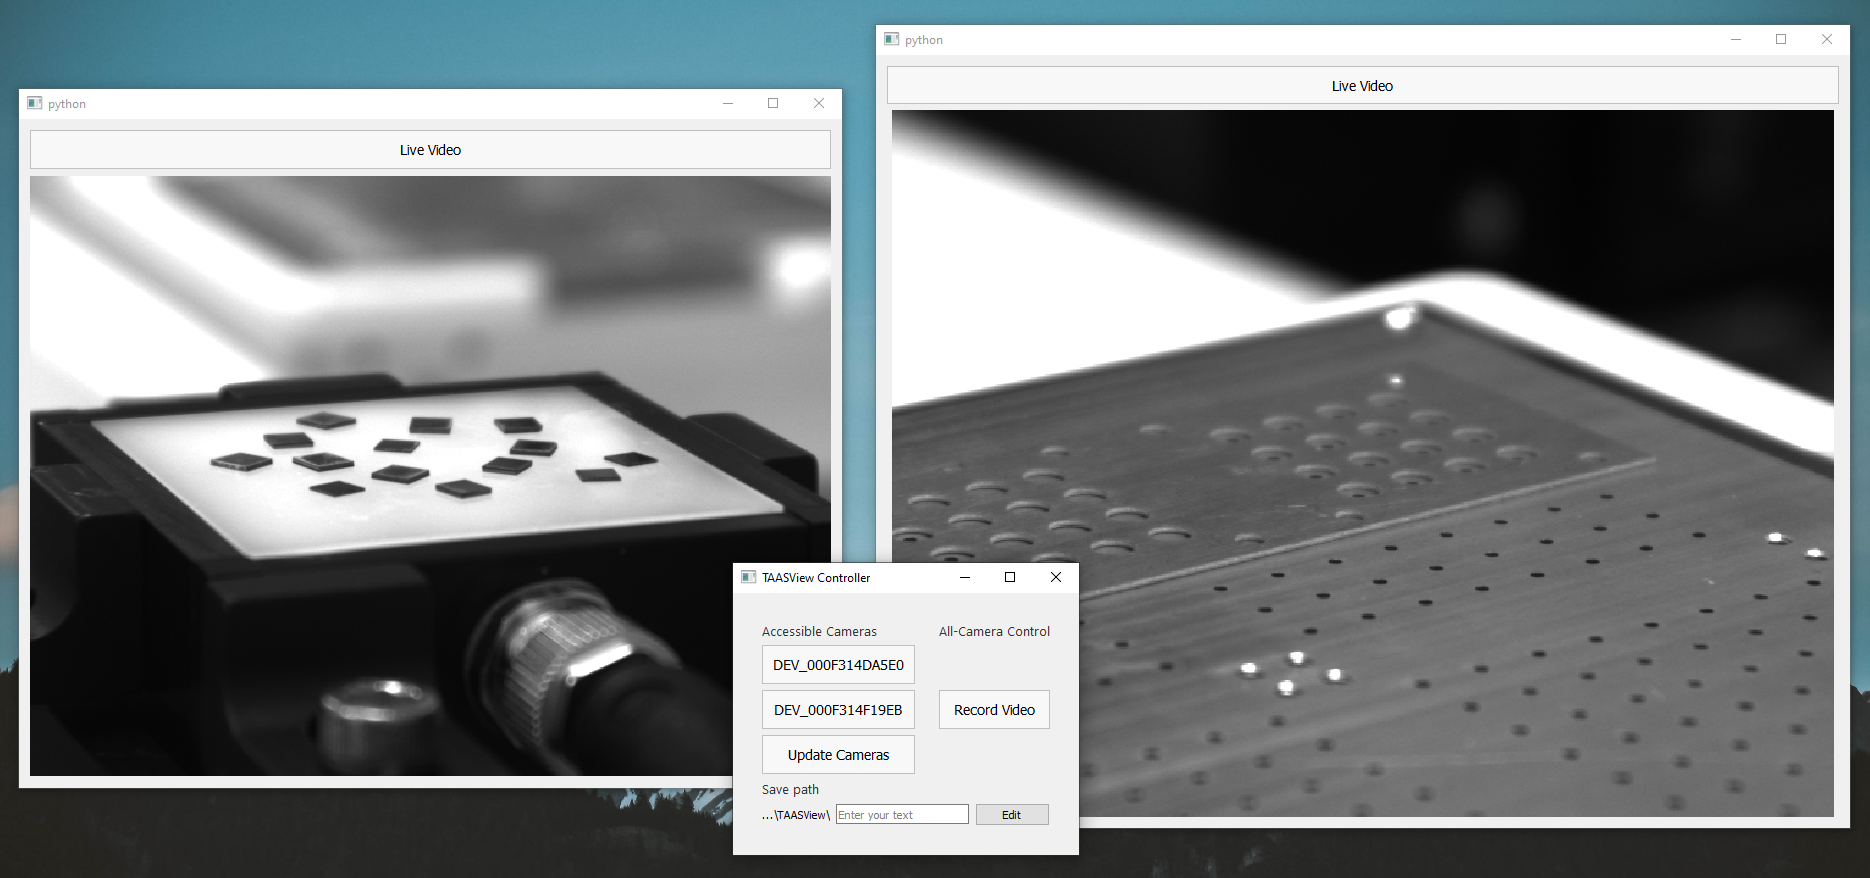 python
Live Video
python
Live Video
TAASView Controller
Accessible Cameras
All-Camera Control
DEV_000F314DA5E0
DEV_000F314F19EB
Record Video
Update Cameras
Save path
...\TAASView\ Enter your text Edit